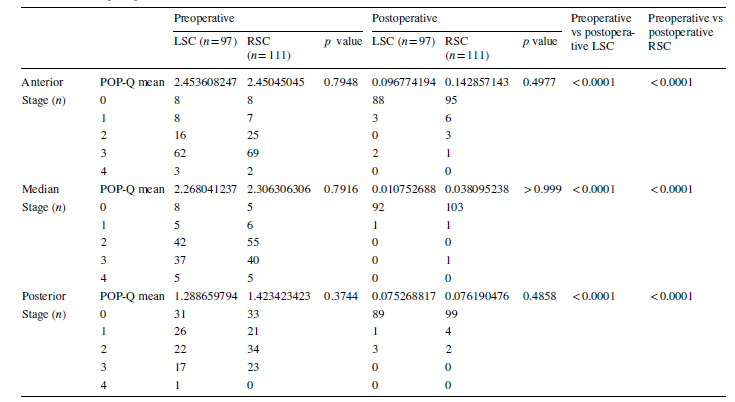 Preoperative Postoperative Preoperative vs postopera-tive LSC Preoperative vs postoperative RSC
LSC (n=97) RSC (n=111) p value LSC (n=97) RSC (n=111) p value
Anterior POP-Q mean 2.453608247 2.45045045 0.7948 0.096774194 0.142857143 0.4977 <0.0001 <0.0001
Stage (n) 0 8 8 88 95
1 8 7 3 6
2 16 25 0 3
3 62 69 2 1
4 3 2 0 0
Median POP-Q mean 2.268041237 2.306306306 0.7916 0.010752688 0.038095238 >0.999 <0.0001 <0.0001
Stage (n) 0 8 5 92 103
1 5 6 1 1
2 42 55 0 0
3 37 40 0 1
4 5 5 0 0
Posterior POP-Q mean 1.288659794 1.423423423 0.3744 0.075268817 0.076190476 0.4858 <0.0001 <0.0001
Stage (n) 0 31 33 89 99
1 26 21 1 4
2 22 34 3 2
3 17 23 0 0
4 1 0 0 0